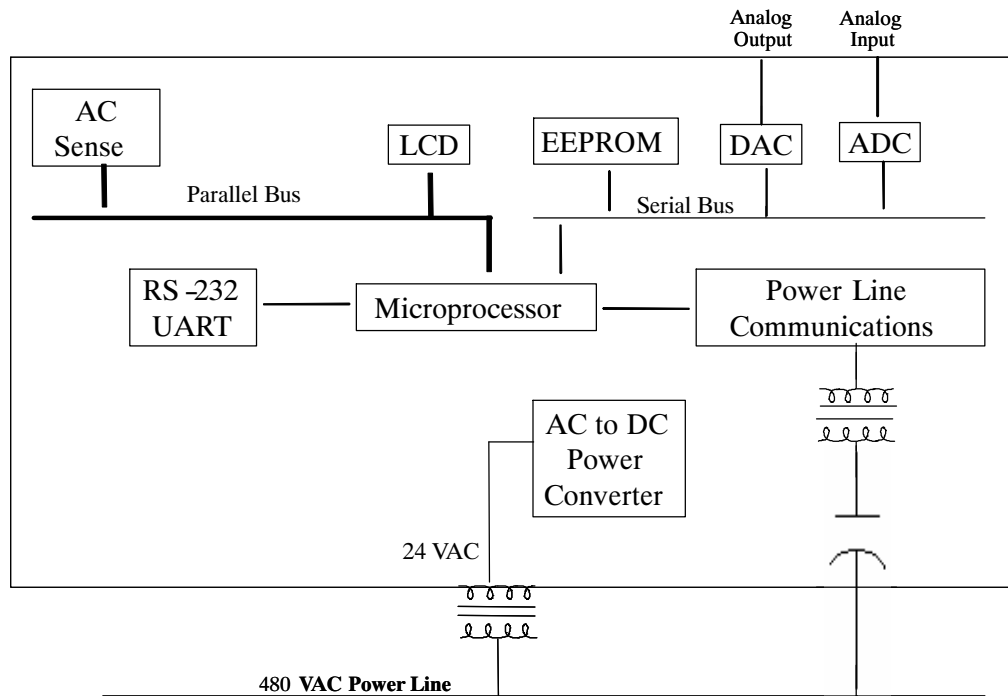 Analog
Output
Analog
Input
AC
Sense
LCD
EEPROM
DAC
ADC
Parallel Bus
Serial Bus
RS -232
UART
Microprocessor
Power Line
Communications
AC to DC
Power
Converter
24 VAC
480 VAC Power Line